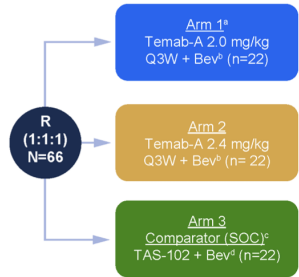 R
(1:1:1)
N=66
Arm 1ᵃ
Temab-A 2.0 mg/kg
Q3W + Bevᵇ (n=22)
Arm 2
Temab-A 2.4 mg/kg
Q3W + Bevᵇ (n= 22)
Arm 3
Comparator (SOC)ᶜ
TAS-102 + Bevᵈ (n=22)